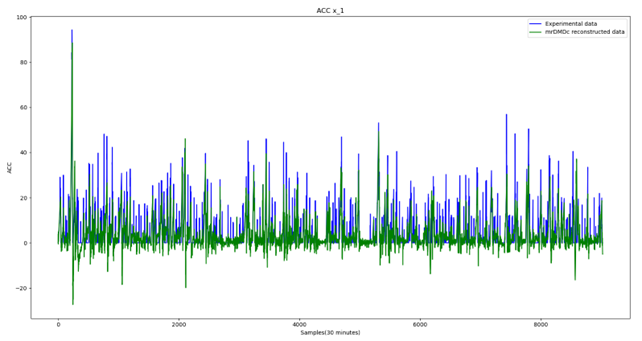 ACC x_1
Experimental data
mrDMDc reconstructed data
100
80
60
40
20
0
−20
ACC
0
2000
4000
6000
8000
Samples(30 minutes)